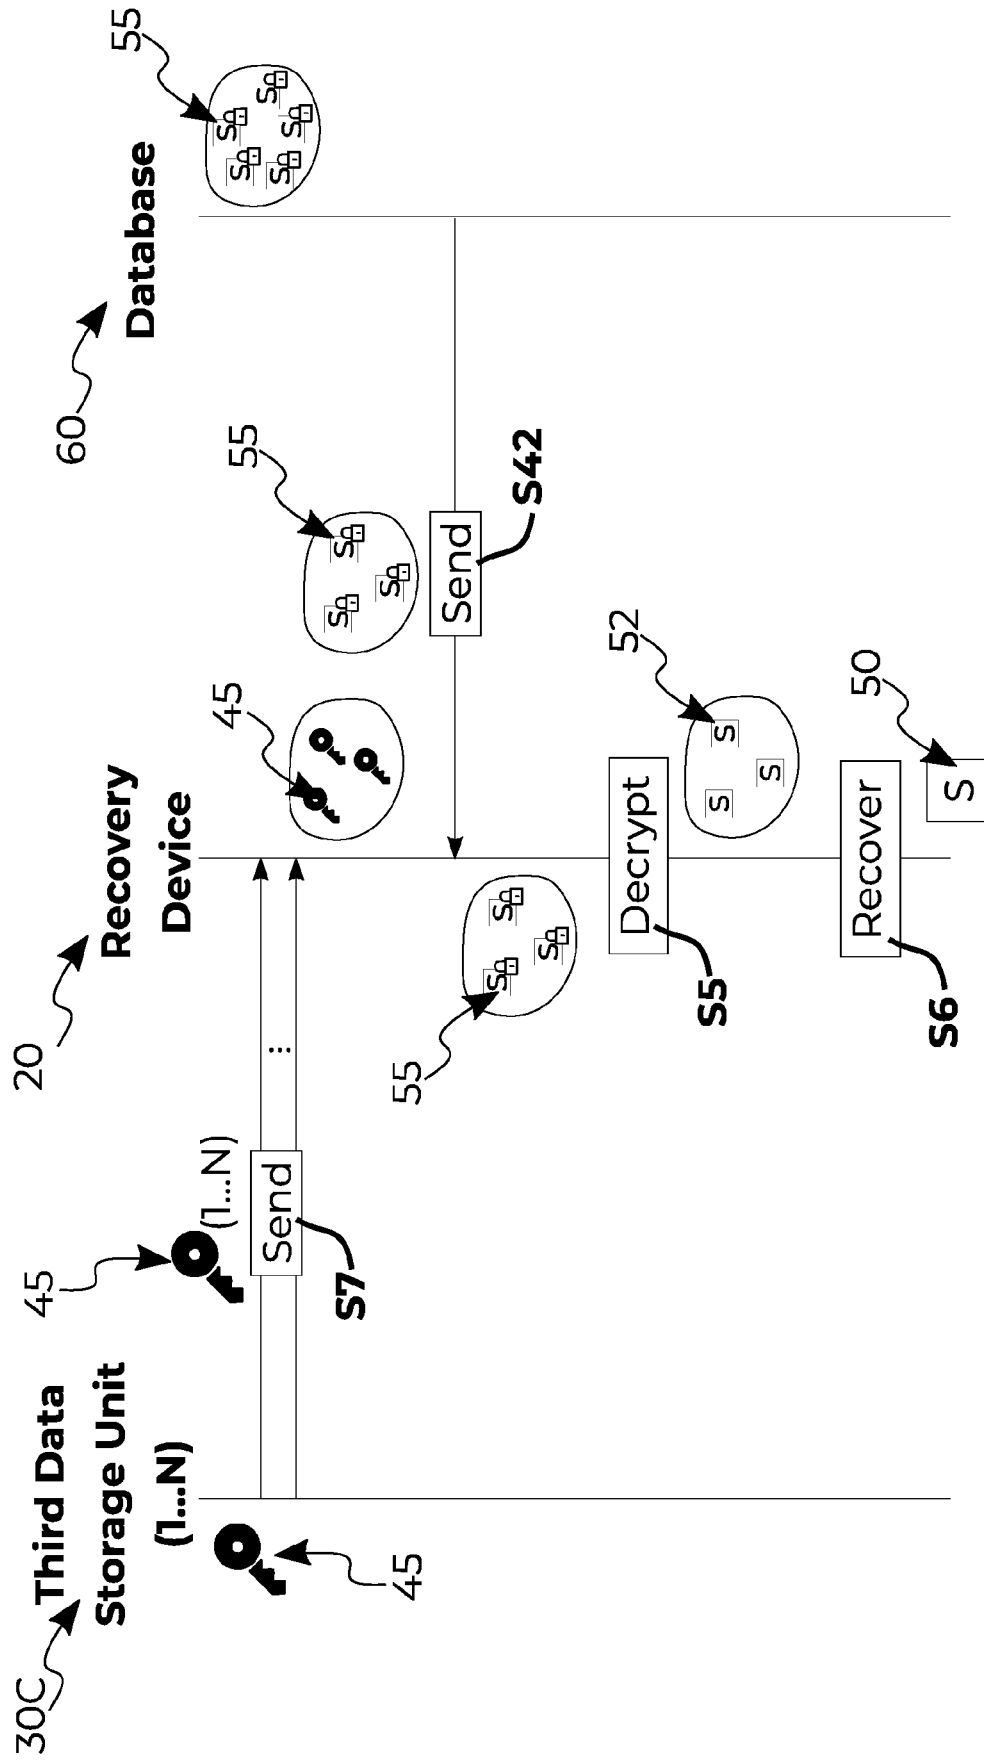 30C
Third Data
Storage Unit
(1...N)
20
Recovery
Device
60
Database
45
45
(1...N)
Send
S7
...
45
55
S
S
S
Send
S42
55
S
S
S
S
S
55
S
S
S
Decrypt
S5
52
S
S
S
Recover
S6
50
S